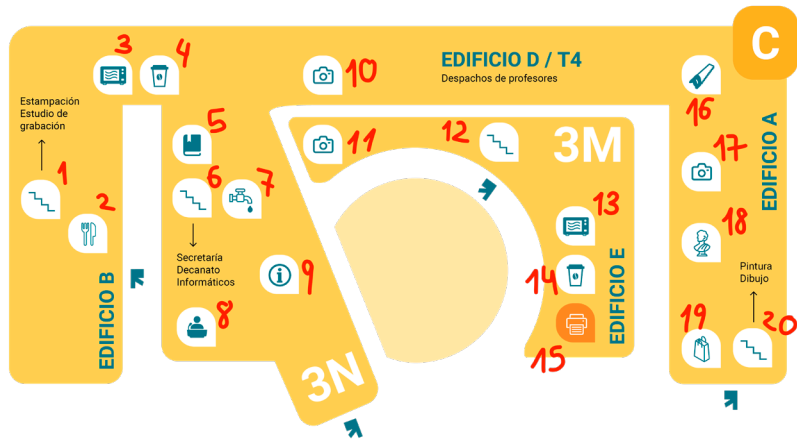 C
3
4
10
EDIFICIO D / T4
Despachos de profesores
16
Estampación
Estudio de
grabación
5
11
12
3M
17
EDIFICIO A
1
6
7
2
13
18
Secretaría
Decanato
Informáticos
9
14
EDIFICIO E
Pintura
Dibujo
EDIFICIO B
8
15
19
20
3N